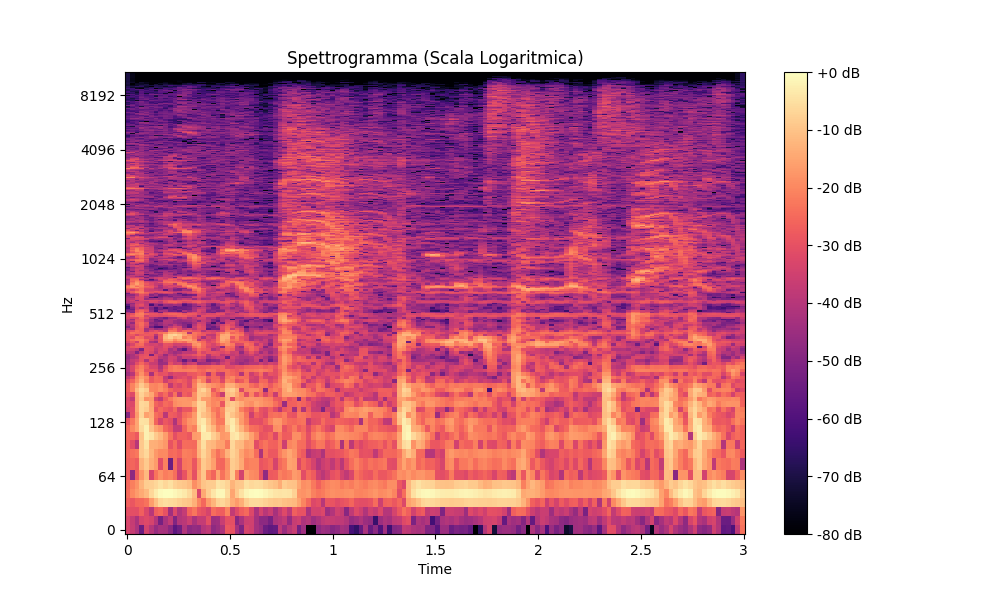 Spettrogramma (Scala Logaritmica)
Hz
8192
4096
2048
1024
512
256
128
64
0
0
0.5
1
1.5
2
2.5
3
Time
+0 dB
-10 dB
-20 dB
-30 dB
-40 dB
-50 dB
-60 dB
-70 dB
-80 dB